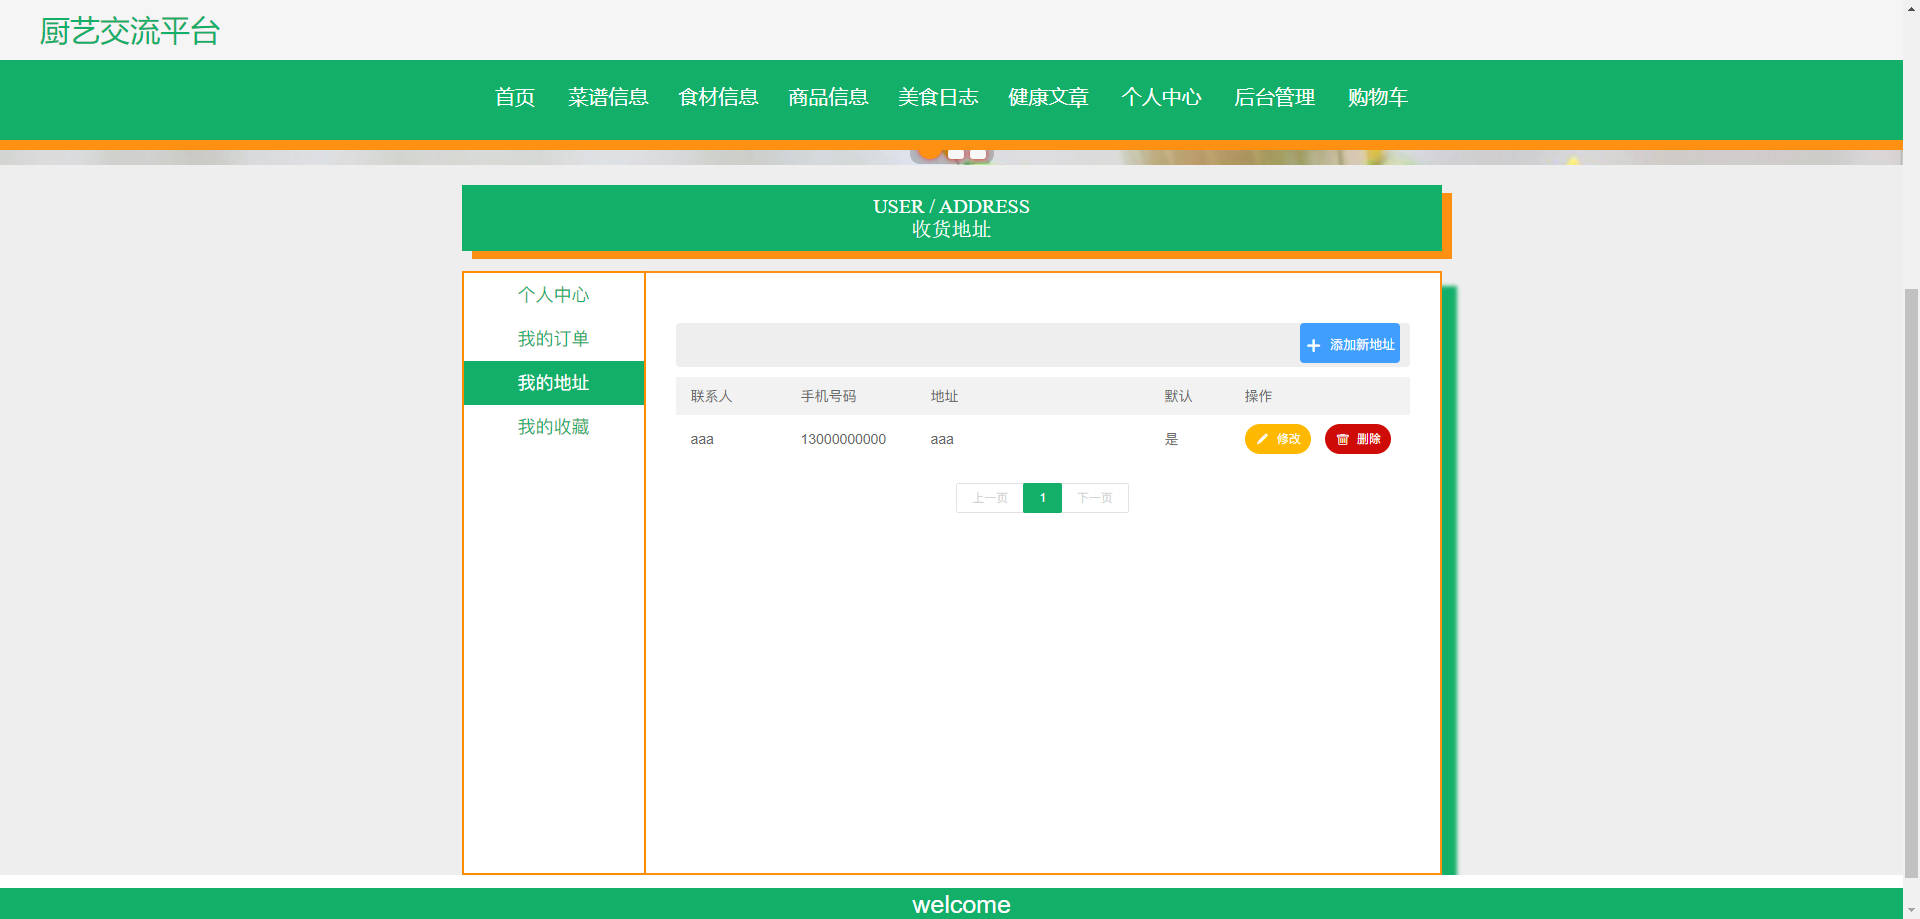 厨艺交流平台
首页 菜谱信息 食材信息 商品信息 美食日志 健康文章 个人中心 后台管理 购物车
USER / ADDRESS
收货地址
个人中心
我的订单
我的地址
我的收藏
添加新地址
联系人 手机号码 地址 默认 操作
aaa 13000000000 aaa 是 修改 删除
上一页 1 下一页
welcome